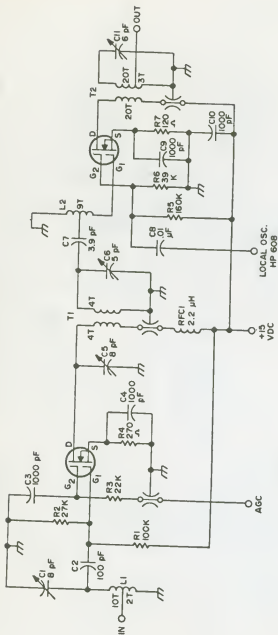 IN
10T
L1
2T
C1
8 pF
C2
100 pF
R1
100K
R2
27K
C3
1000 pF
R3
22K
G2
G1
D
S
R4
270
Ω
C4
1000
pF
AGC
C5
8 pF
4T
T1
4T
RFC1
2.2 μH
+15
VDC
C6
5 pF
C7
3.9 pF
L2
9T
C8
.01
μF
LOCAL OSC.
HP 608
R5
160K
R6
39
K
G2
G1
D
S
C9
1000
pF
R7
120
Ω
C10
1000
pF
T2
20T
20T
3T
C11
6 pF
OUT